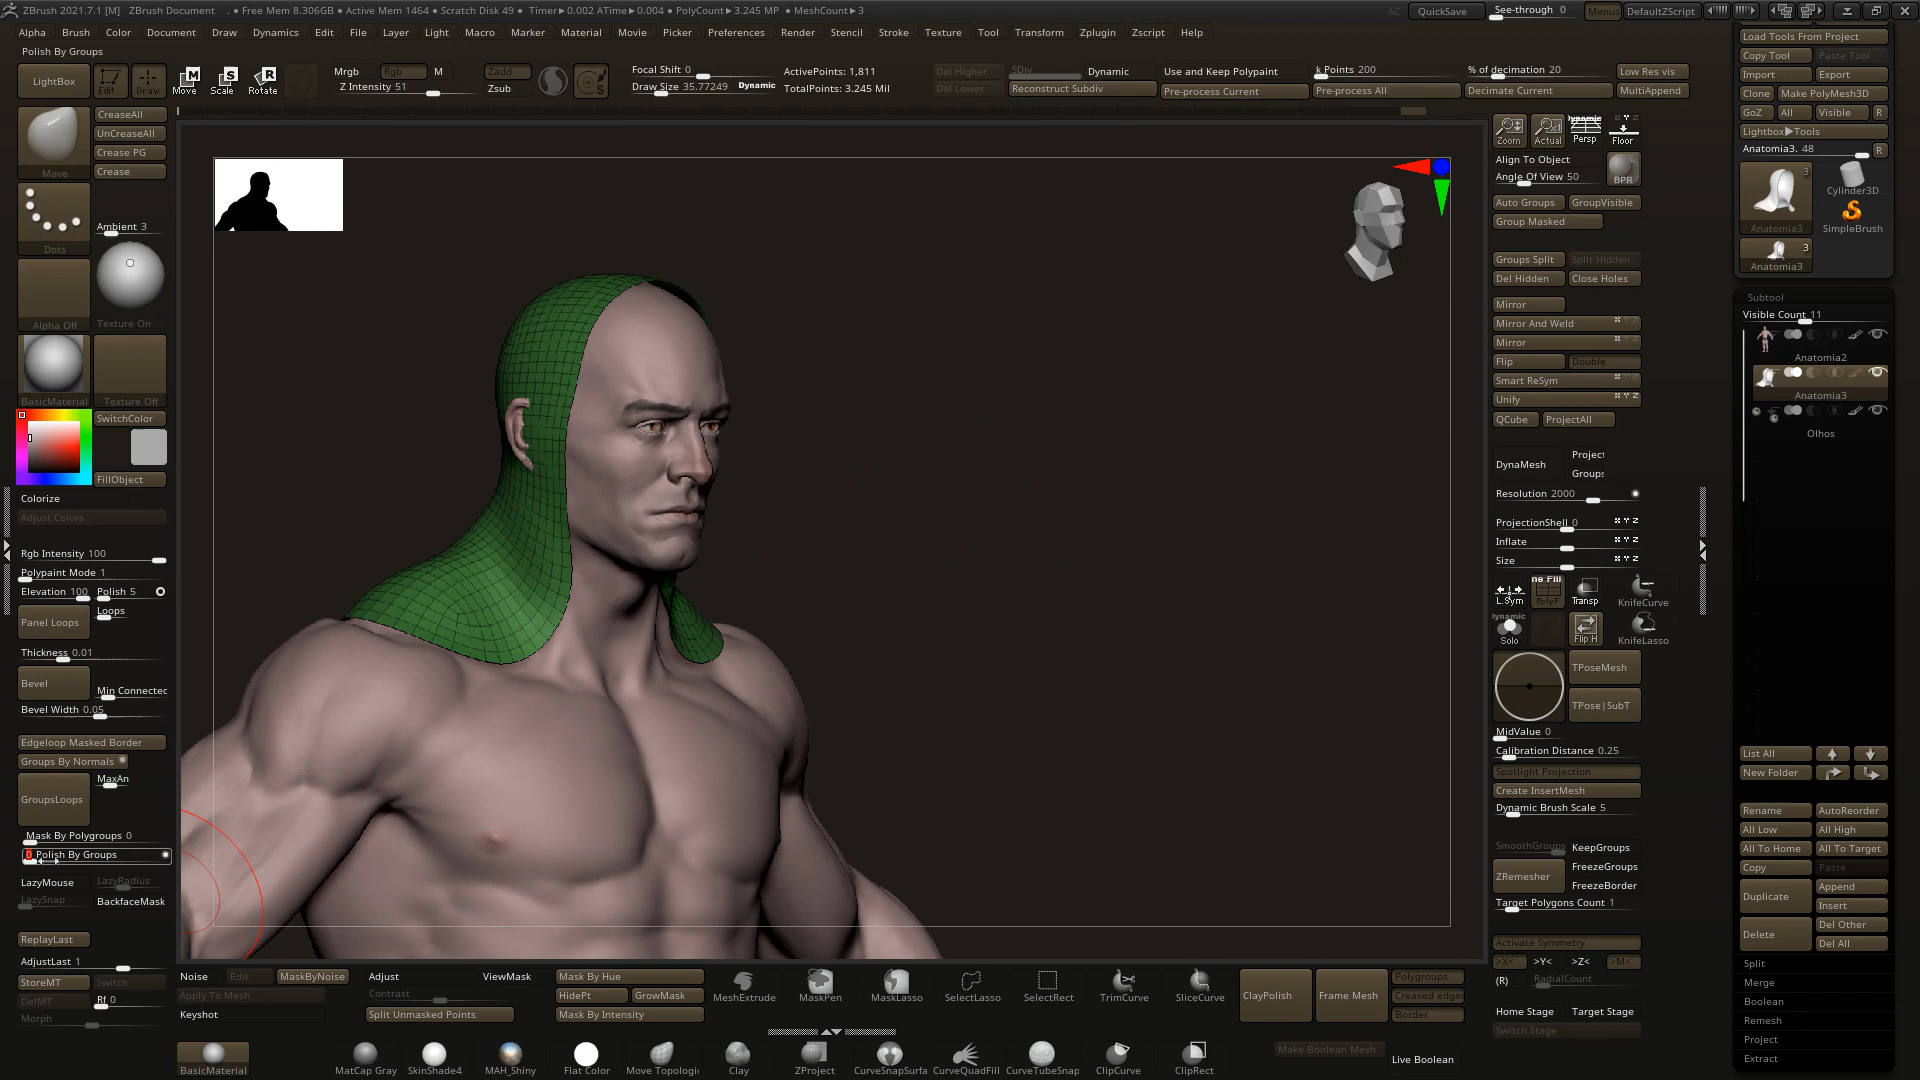 ZBrush 2021.7.1 [M] ZBrush Document . • Free Mem 8.306GB • Active Mem 1464 • Scratch Disk 49 • Timer▶0.002 ATime▶0.004 • PolyCount▶3.245 MP • MeshCount▶3 AC QuickSave See-through 0 Menus DefaultZScript
Alpha Brush Color Document Draw Dynamics Edit File Layer Light Macro Marker Material Movie Picker Preferences Render Stencil Stroke Texture Tool Transform Zplugin Zscript Help
Polish By Groups
LightBox Edit Draw Move Scale Rotate
Mrgb Rgb M
Z Intensity 51
Zadd
Zsub
Focal Shift 0
Draw Size 35.77249 Dynamic
ActivePoints: 1,811
TotalPoints: 3.245 Mil
Del Higher
Del Lower
SDiv Dynamic
Reconstruct Subdiv
Use and Keep Polypaint
Pre-process Current
k Points 200
Pre-process All
% of decimation 20
Decimate Current
Low Res vis
MultiAppend
Move
CreaseAll
UnCreaseAll
Crease PG
Crease
Dots
Ambient 3
Alpha Off
Texture On
BasicMaterial
Texture Off
SwitchColor
FillObject
Colorize
Adjust Colors
Rgb Intensity 100
Polypaint Mode 1
Elevation 100 Polish 5
Panel Loops
Loops
Thickness 0.01
Bevel
Min Connected
Bevel Width 0.05
Edgeloop Masked Border
Groups By Normals
GroupsLoops
MaxAn
Mask By Polygroups 0
Polish By Groups
LazyMouse LazyRadius
LazySnap BackfaceMask
ReplayLast
AdjustLast 1
StoreMT Switch
DelMT Rf 0
Morph
Noise Edit MaskByNoise
Apply To Mesh
Keyshot
Adjust ViewMask
Contrast
Split Unmasked Points
Mask By Hue
HidePt GrowMask
Mask By Intensity
MeshExtrude MaskPen MaskLasso SelectLasso SelectRect TrimCurve SliceCurve
ClayPolish
Frame Mesh
Polygroups
Creased edges
Border
BasicMaterial MatCap Gray SkinShade4 MAH_Shiny Flat Color Move Topologi Clay ZProject CurveSnapSurfa CurveQuadFill CurveTubeSnap ClipCurve ClipRect
Make Boolean Mesh
Live Boolean
Zoom Actual Persp Floor
Align To Object
Angle Of View 50
BPR
Auto Groups GroupVisible
Group Masked
Groups Split Split Hidden
Del Hidden Close Holes
Mirror
Mirror And Weld
Mirror
Flip Double
Smart ReSym
Unify
QCube ProjectAll
DynaMesh
Project
Groups
Resolution 2000
ProjectionShell 0
Inflate
Size
L.Sym PolyF Transp KnifeCurve
Dynamic
Solo Flip H KnifeLasso
TPoseMesh
TPose|SubT
MidValue 0
Calibration Distance 0.25
Spotlight Projection
Create InsertMesh
Dynamic Brush Scale 5
SmoothGroups KeepGroups
ZRemesher
FreezeGroups
FreezeBorder
Target Polygons Count 1
Activate Symmetry
>X< >Y< >Z< >M<
(R) RadialCount
Home Stage Target Stage
Switch Stage
Load Tools From Project
Copy Tool Paste Tool
Import Export
Clone Make PolyMesh3D
GoZ All Visible R
Lightbox▶Tools
Anatomia3. 48 R
3
Anatomia3
Cylinder3D
SimpleBrush
3
Anatomia3
Subtool
Visible Count 11
Anatomia2
Anatomia3
Olhos
List All
New Folder
Rename AutoReorder
All Low All High
All To Home All To Target
Copy Paste
Duplicate
Append
Insert
Delete
Del Other
Del All
Split
Merge
Boolean
Remesh
Project
Extract